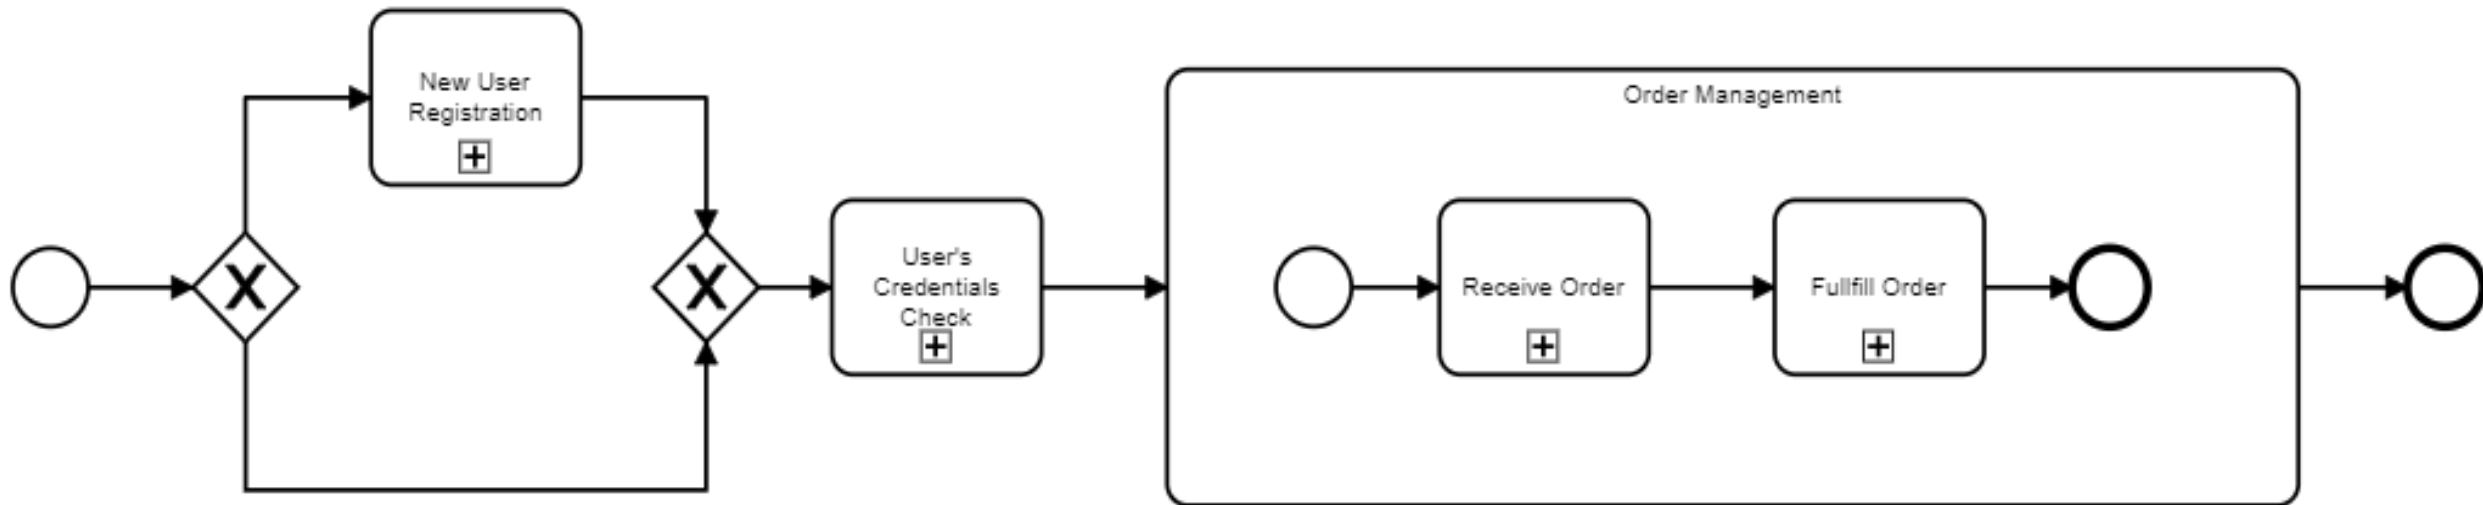 New User
Registration
User's
Credentials
Check
Order Management
Receive Order
Fullfill Order